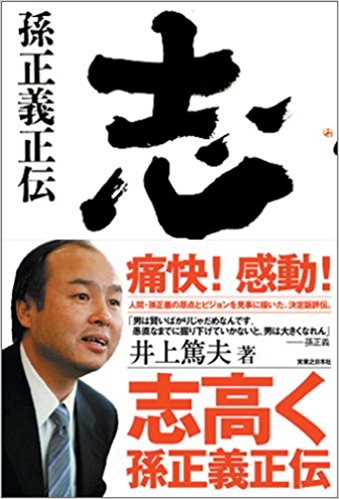 志
孫正義正伝
痛快！感動！
人間・孫正義の原点とビジョンを見事に描いた、決定版評伝。
「男は賢いばかりじゃだめなんです。
愚直なまでに掘り下げていかないと、男は大きくなれん」
――孫正義
井上篤夫 著
実業之日本社
志高く
孫正義正伝